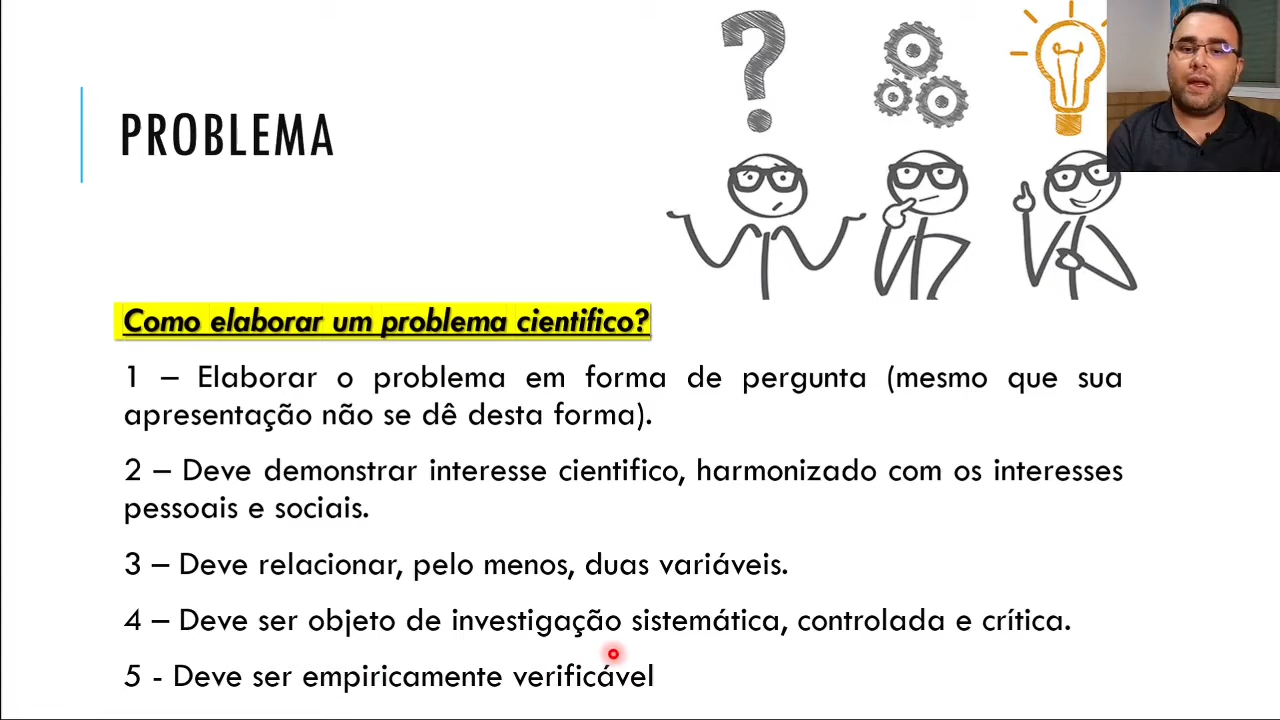 PROBLEMA
Como elaborar um problema cientifico?
1 – Elaborar o problema em forma de pergunta (mesmo que sua
apresentação não se dê desta forma).
2 – Deve demonstrar interesse cientifico, harmonizado com os interesses
pessoais e sociais.
3 – Deve relacionar, pelo menos, duas variáveis.
4 – Deve ser objeto de investigação sistemática, controlada e crítica.
5 - Deve ser empiricamente verificável